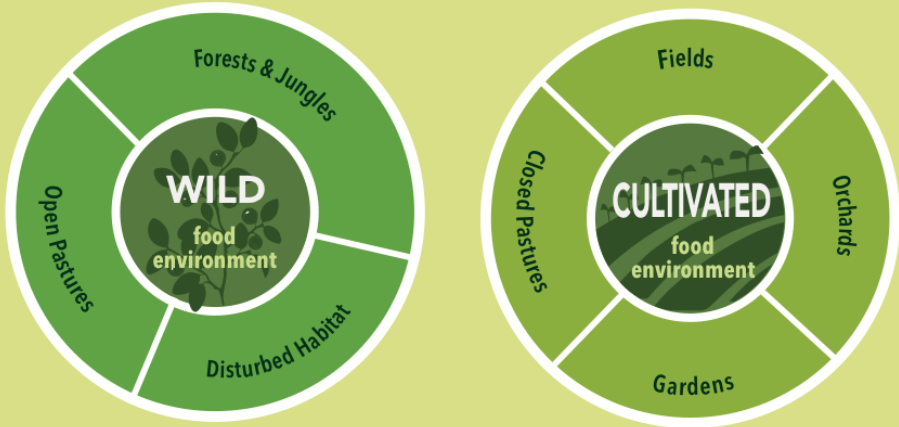 Forests & Jungles
Open Pastures
WILD
food
environment
Disturbed Habitat
Fields
Closed Pastures
CULTIVATED
food
environment
Orchards
Gardens